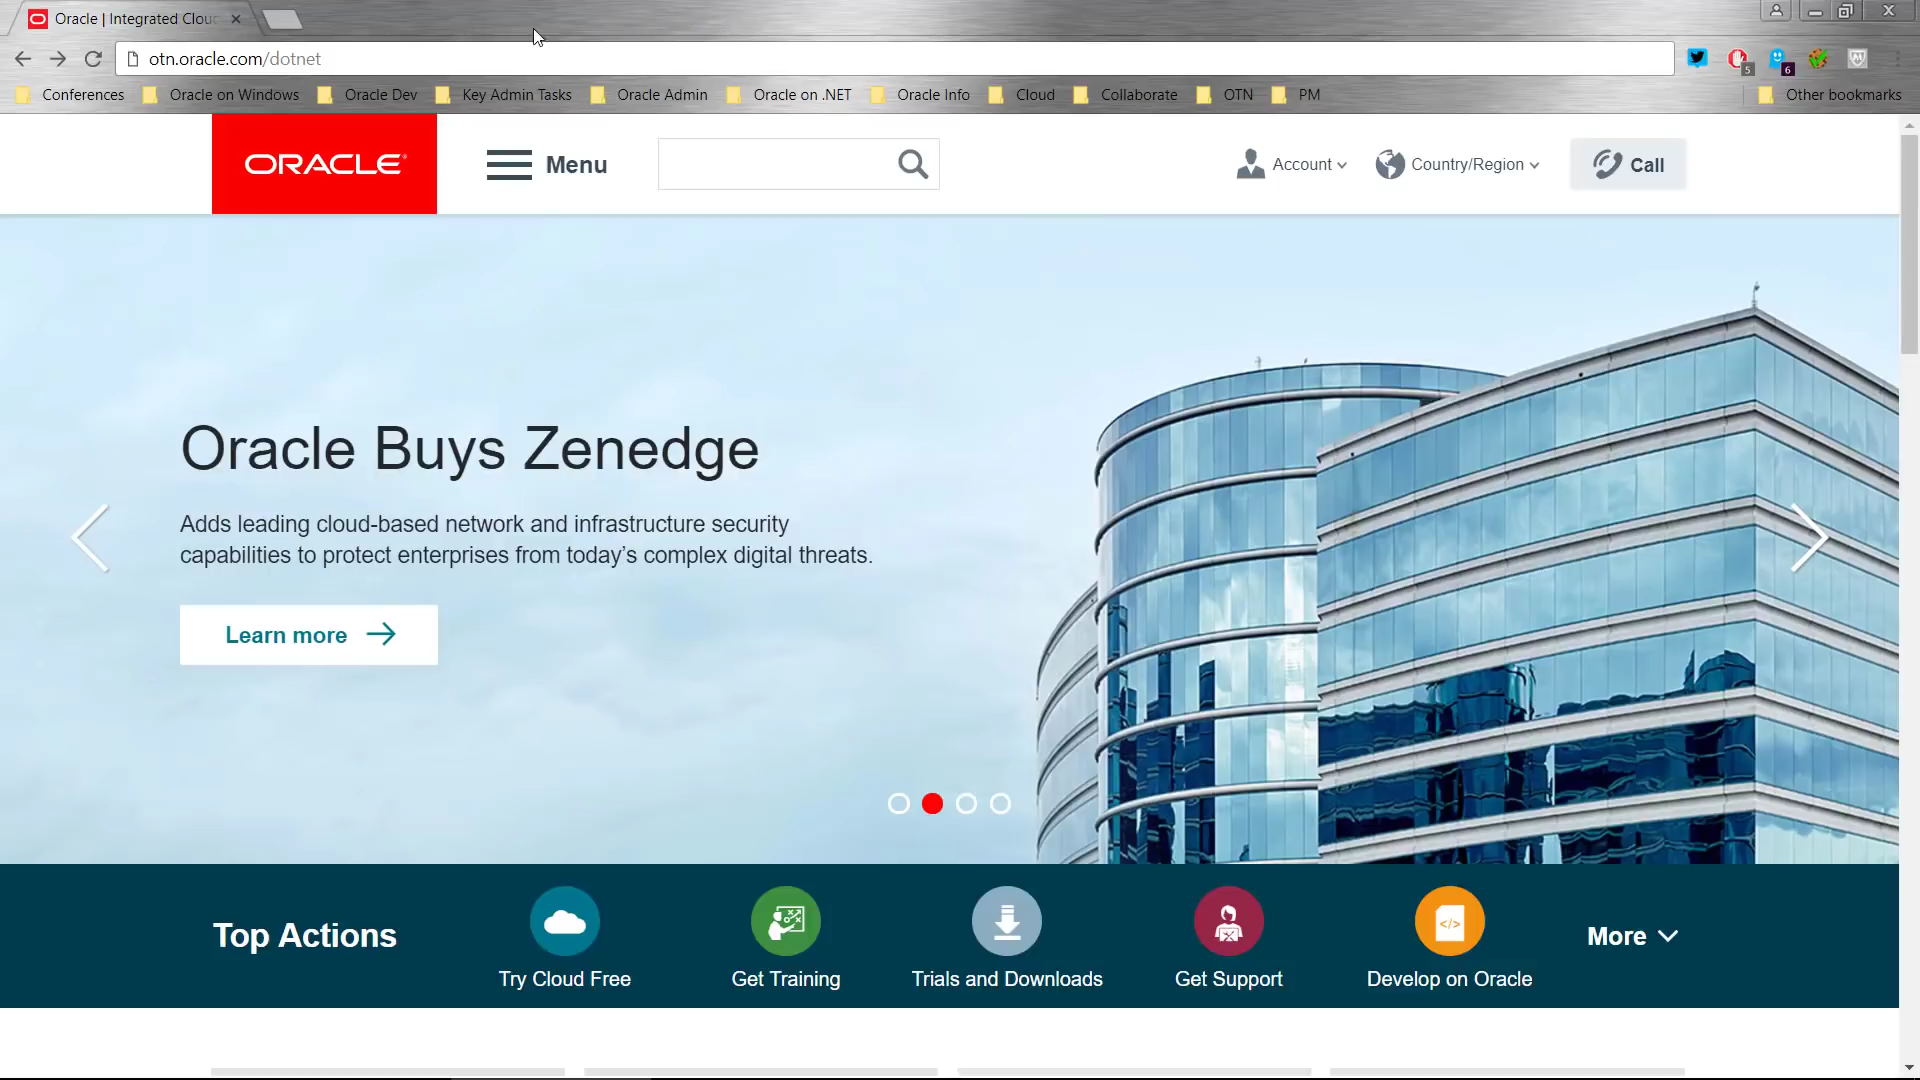 Oracle | Integrated Clou
otn.oracle.com/dotnet
5
6
Conferences
Oracle on Windows
Oracle Dev
Key Admin Tasks
Oracle Admin
Oracle on .NET
Oracle Info
Cloud
Collaborate
OTN
PM
Other bookmarks
ORACLE
Menu
Account
Country/Region
Call
Oracle Buys Zenedge
Adds leading cloud-based network and infrastructure security
capabilities to protect enterprises from today’s complex digital threats.
Learn more
Top Actions
Try Cloud Free
Get Training
Trials and Downloads
Get Support
Develop on Oracle
More